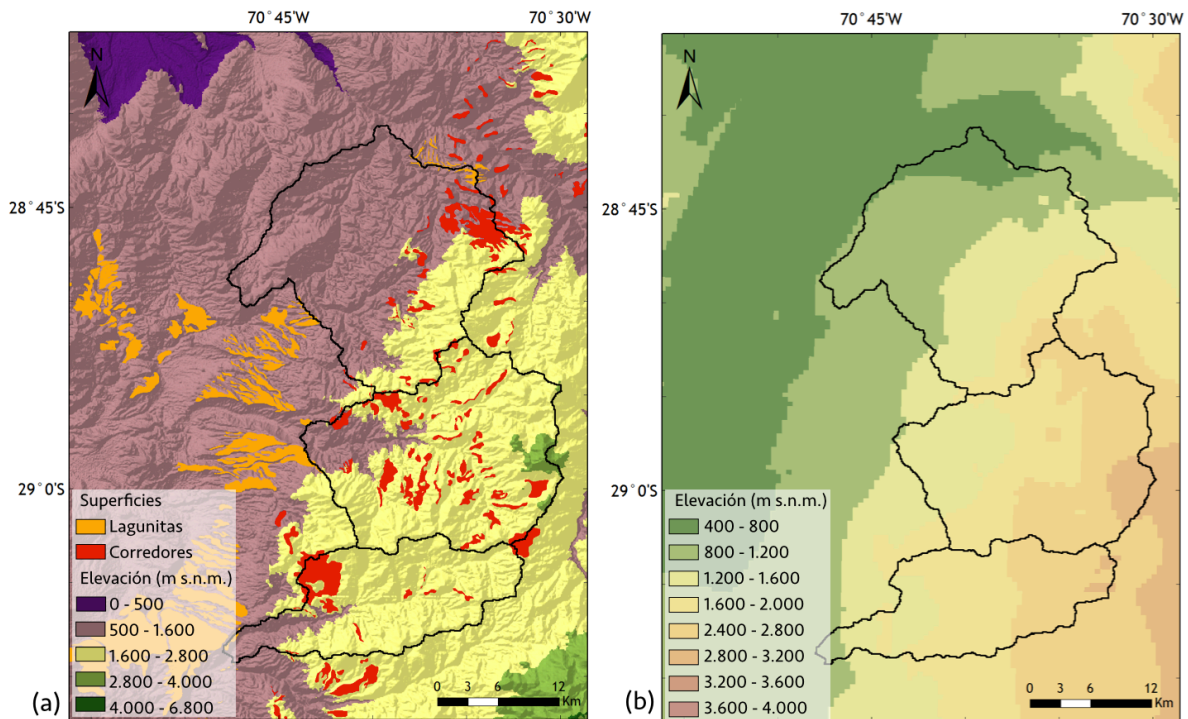 70°45'W 70°30'W
N
28°45'S
29°0'S
Superficies
Lagunitas
Corredores
Elevación (m s.n.m.)
0 - 500
500 - 1.600
1.600 - 2.800
2.800 - 4.000
4.000 - 6.800
(a)
0 3 6 12
Km
70°45'W 70°30'W
N
28°45'S
29°0'S
Elevación (m s.n.m.)
400 - 800
800 - 1.200
1.200 - 1.600
1.600 - 2.000
2.400 - 2.800
2.800 - 3.200
3.200 - 3.600
3.600 - 4.000
(b)
0 3 6 12
Km